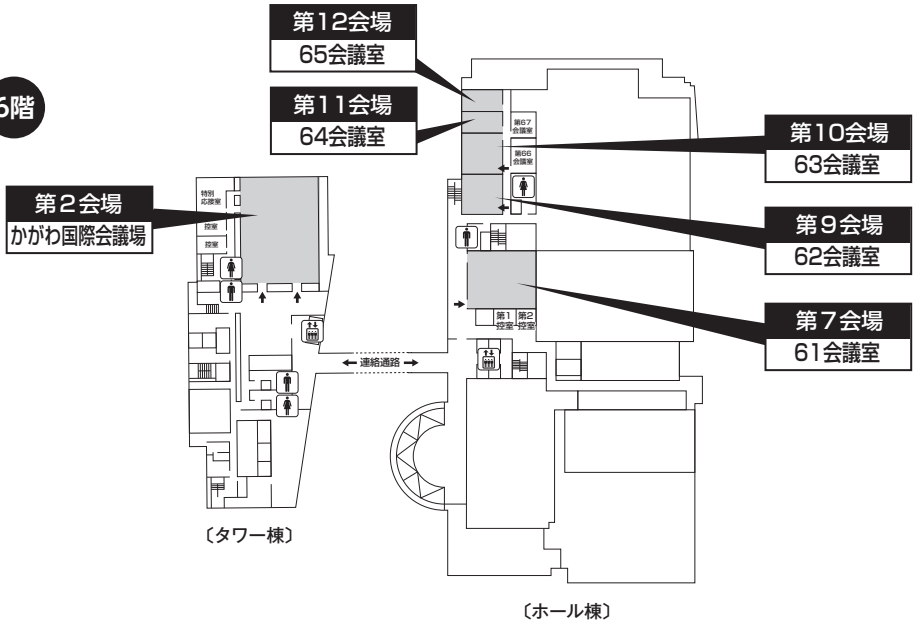 6階
第12会場
65会議室
第11会場
64会議室
第67
会議室
第66
会議室
第10会場
63会議室
第2会場
かがわ国際会議場
特別
応接室
控室
控室
第9会場
62会議室
第7会場
61会議室
第1
控室
第2
控室
連絡通路
〔タワー棟〕
〔ホール棟〕